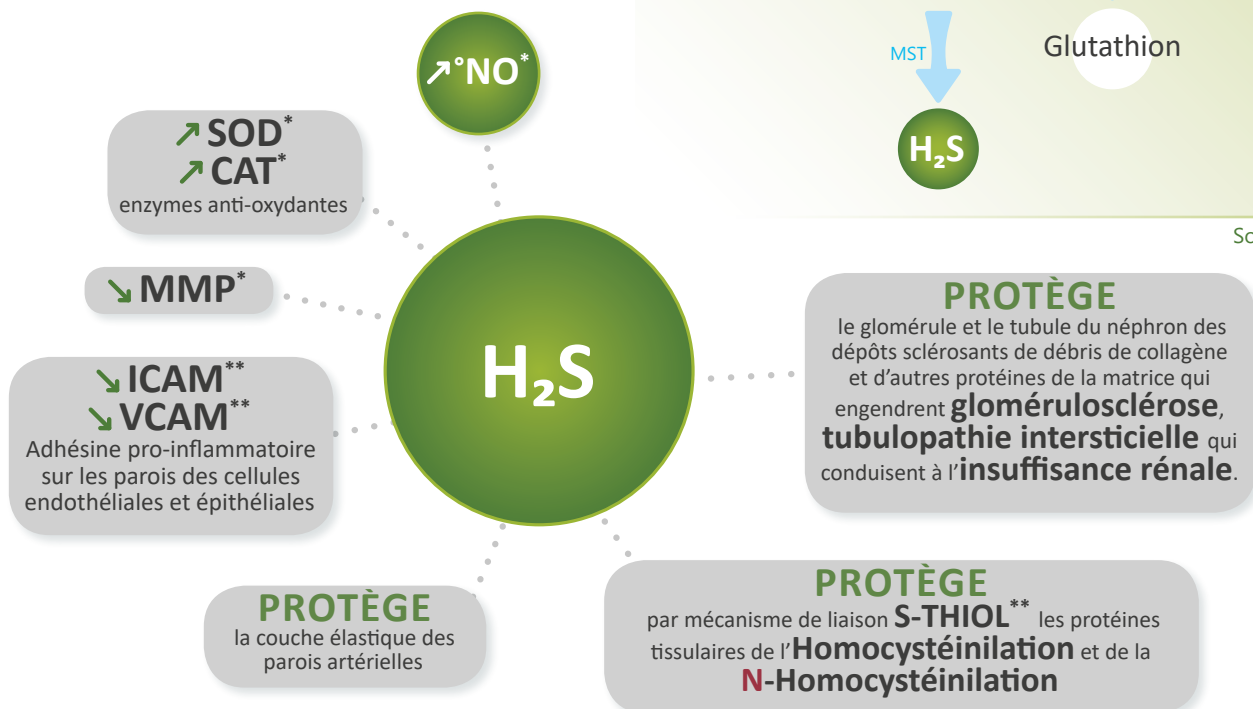 ↗°NO*
MST
Glutathion
H₂S
↗ SOD*
↗ CAT*
enzymes anti-oxydantes
↘ MMP*
↘ ICAM**
↘ VCAM**
Adhésine pro-inflammatoire
sur les parois des cellules
endothéliales et épithéliales
H₂S
PROTÈGE
le glomérule et le tubule du néphron des
dépôts sclérosants de débris de collagène
et d’autres protéines de la matrice qui
engendrent glomérulosclérose,
tubulopathie intersticielle qui
conduisent à l’insuffisance rénale.
PROTÈGE
la couche élastique des
parois artérielles
PROTÈGE
par mécanisme de liaison S-THIOL** les protéines
tissulaires de l’Homocystéinilation et de la
N-Homocystéinilation